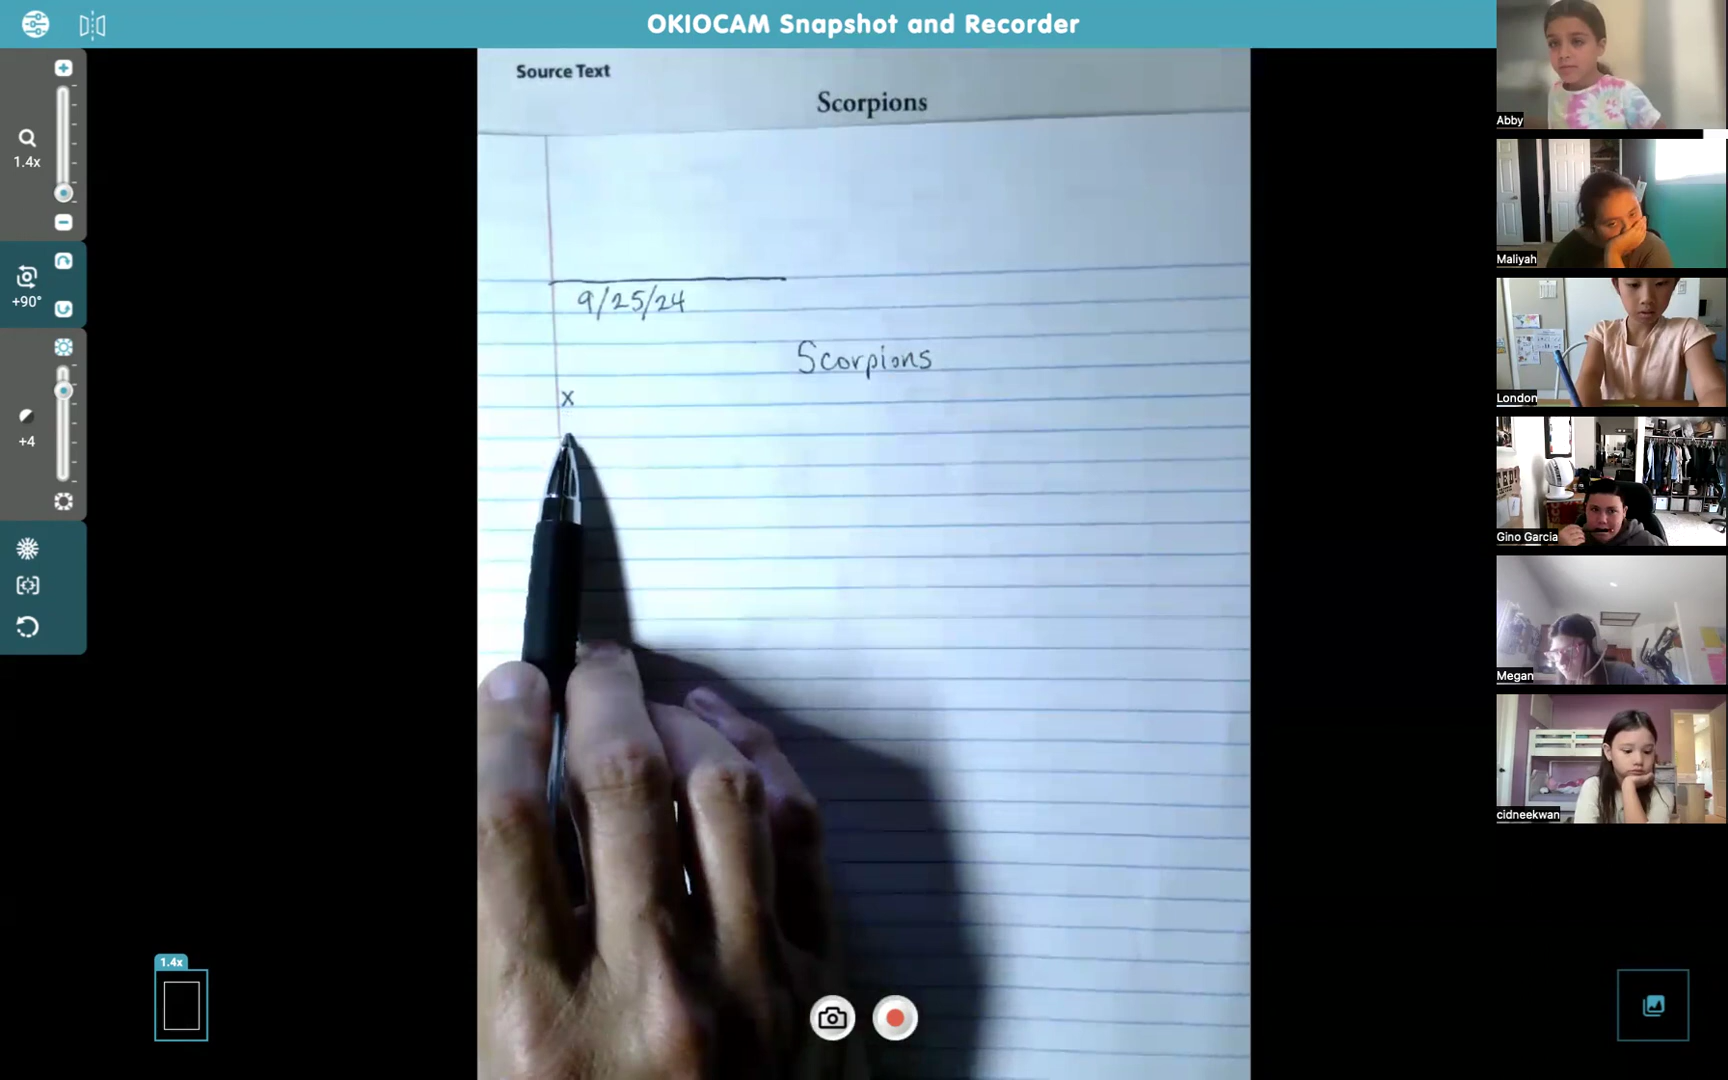 OKIOCAM Snapshot and Recorder
1.4x
+90°
+4
1.4x
Source Text
Scorpions
9/25/24
Scorpions
x
Abby
Maliyah
London
Gino Garcia
Megan
cidneekwan